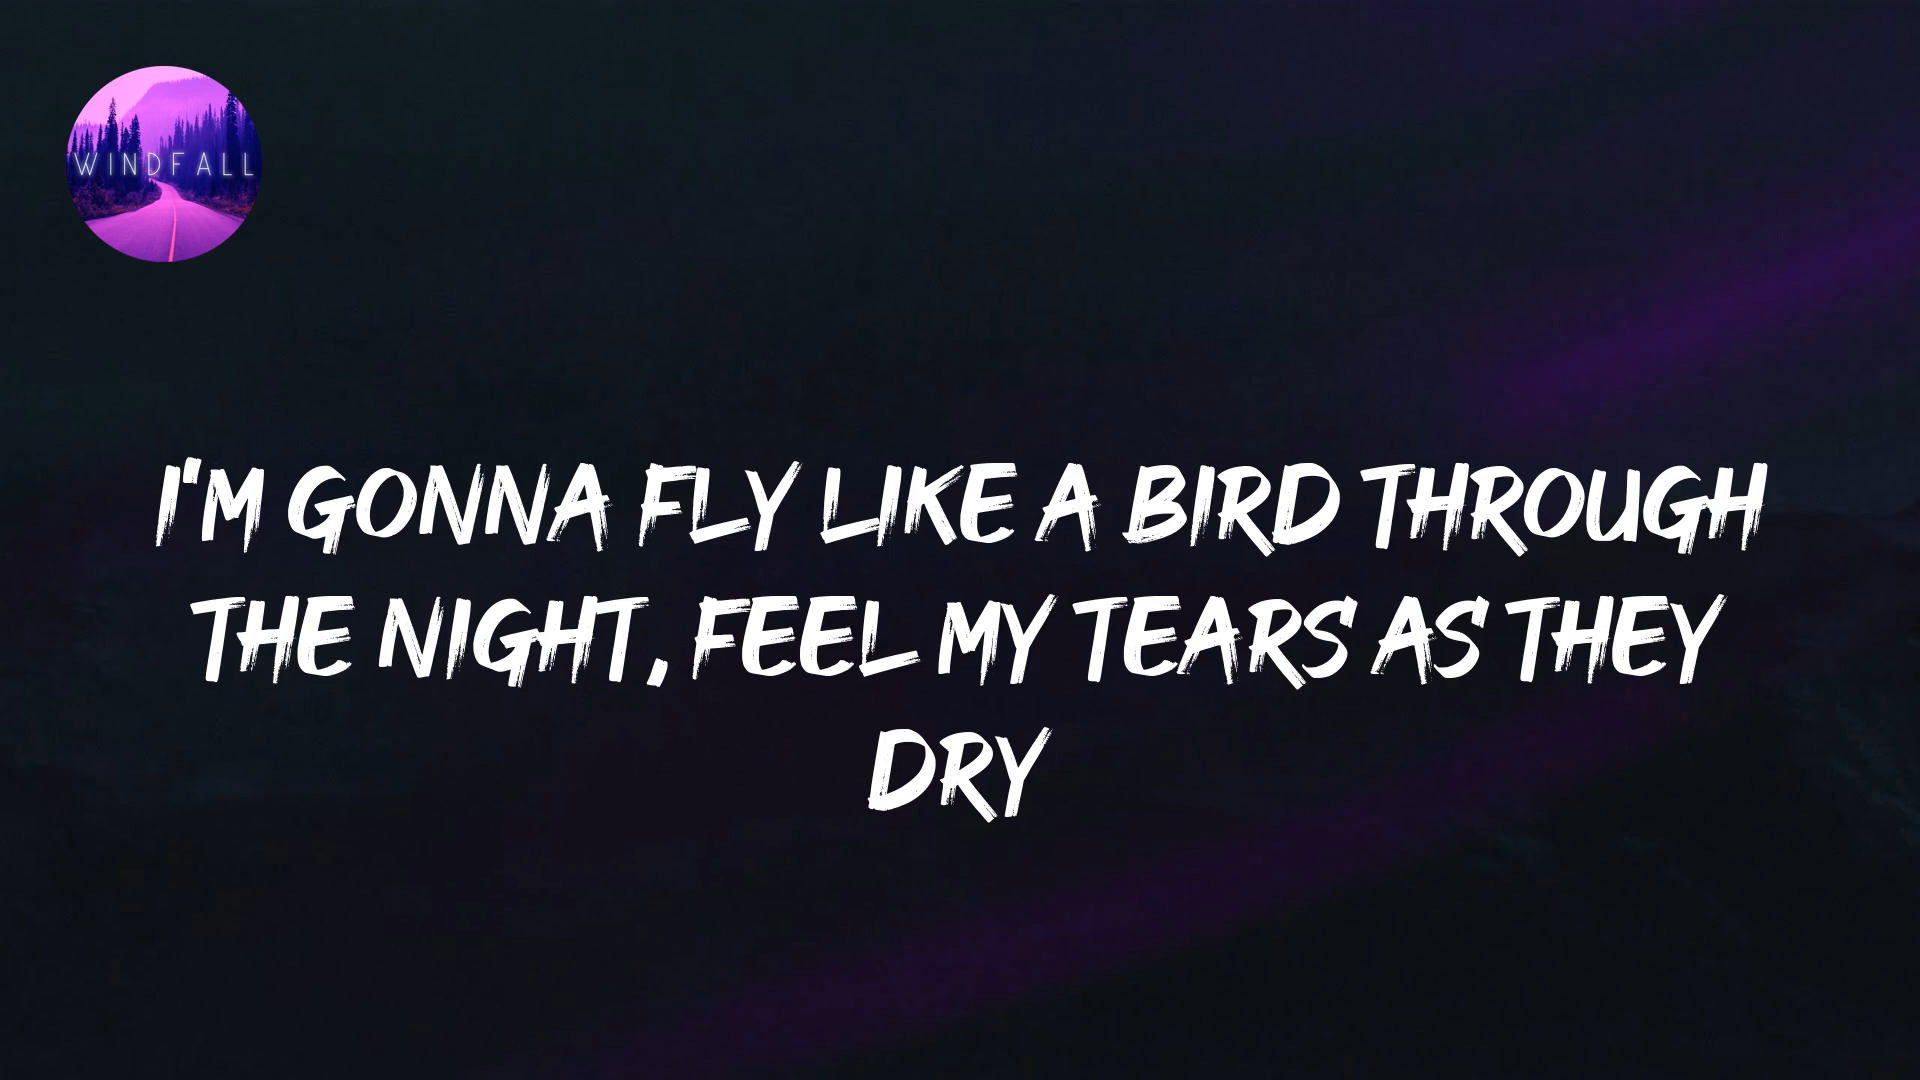 WINDFALL
I'M GONNA FLY LIKE A BIRD THROUGH
THE NIGHT, FEEL MY TEARS AS THEY
DRY